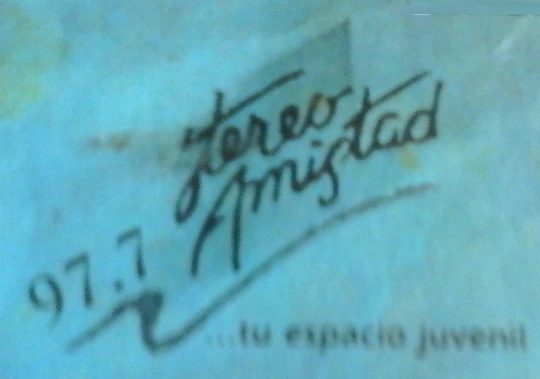 Stereo
Amistad
97.7
...tu espacio juvenil